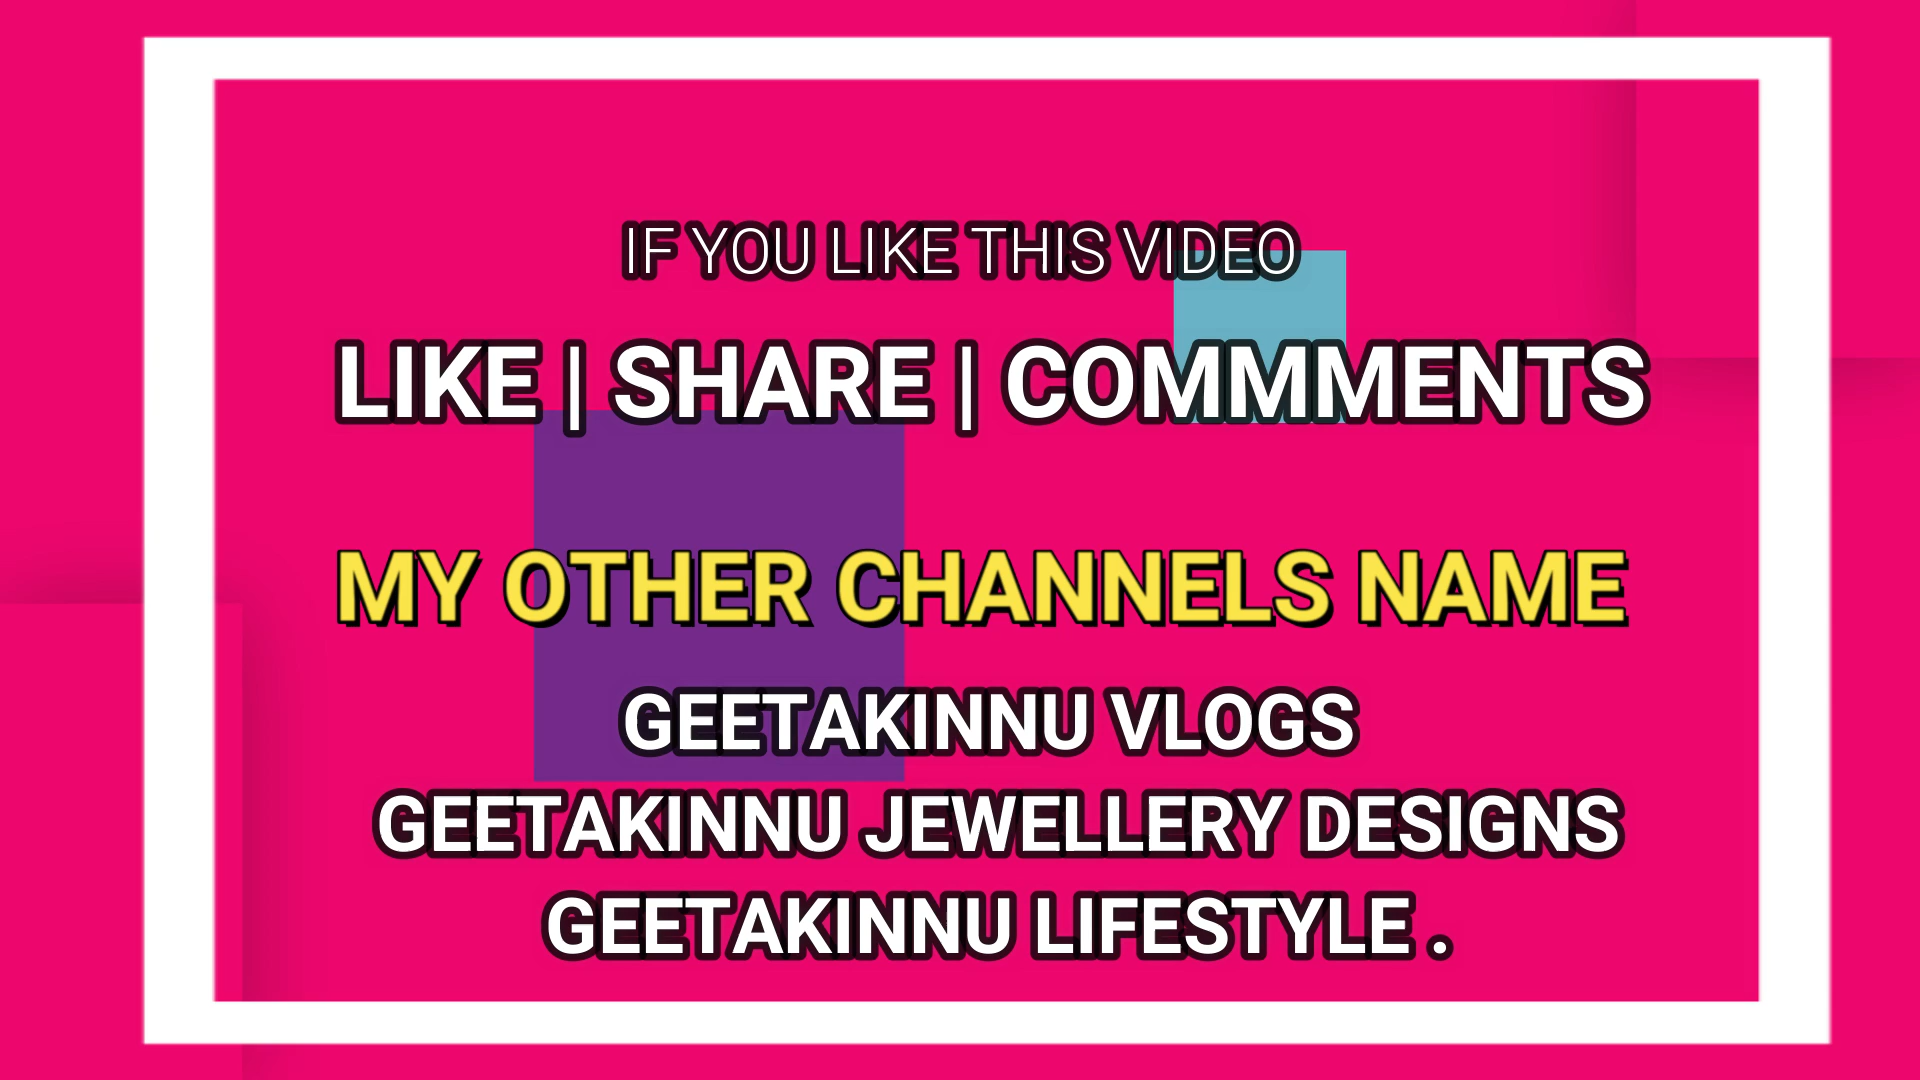 IF YOU LIKE THIS VIDEO
LIKE | SHARE | COMMMENTS
MY OTHER CHANNELS NAME
GEETAKINNU VLOGS
GEETAKINNU JEWELLERY DESIGNS
GEETAKINNU LIFESTYLE .